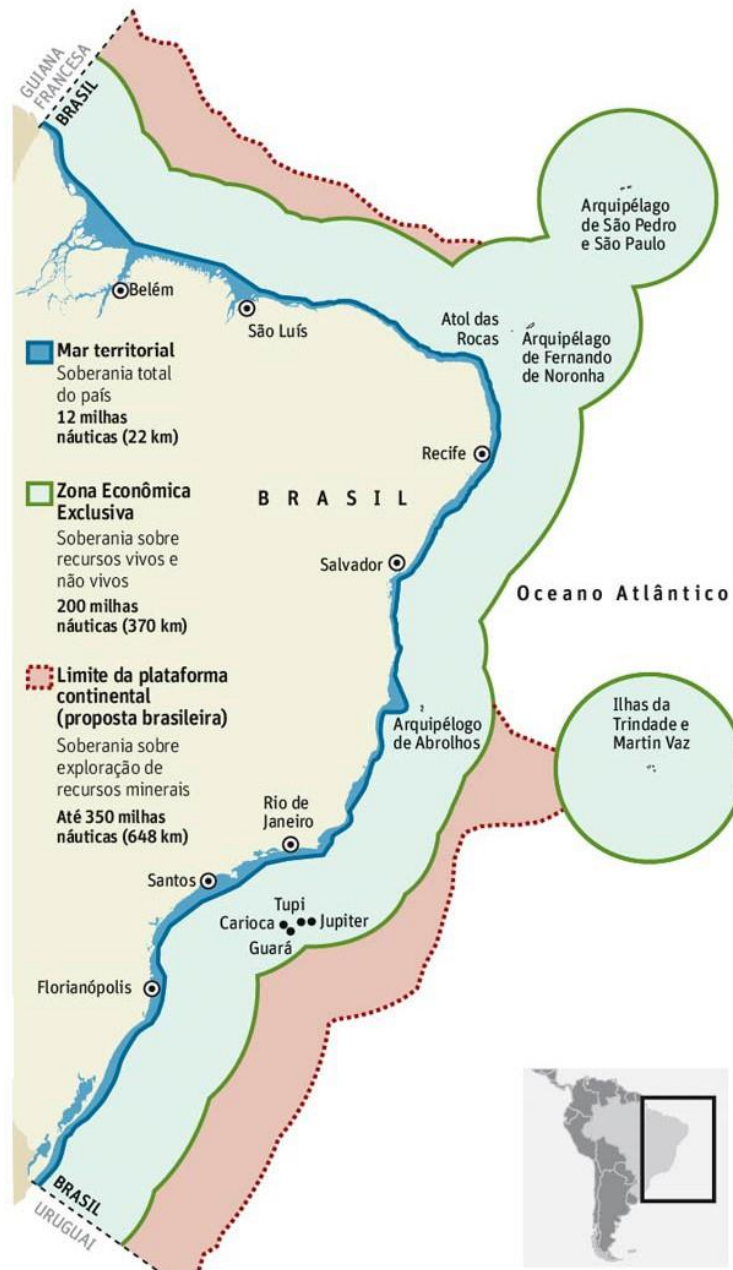 GUIANA
FRANCESA
BRASIL
Arquipélago
de São Pedro
e São Paulo
Belém
São Luís
Atol das
Rocas
Arquipélago
de Fernando
de Noronha
Mar territorial
Soberania total
do país
12 milhas
náuticas (22 km)
Recife
Zona Econômica
Exclusiva
Soberania sobre
recursos vivos e
não vivos
200 milhas
náuticas (370 km)
BRASIL
Salvador
Oceano Atlântico
Limite da plataforma
continental
(proposta brasileira)
Soberania sobre
exploração de
recursos minerais
Até 350 milhas
náuticas (648 km)
Arquipélogo
de Abrolhos
Ilhas da
Trindade e
Martin Vaz
Rio de
Janeiro
Santos
Tupi
Carioca
Jupiter
Guará
Florianópolis
BRASIL
URUGUAI